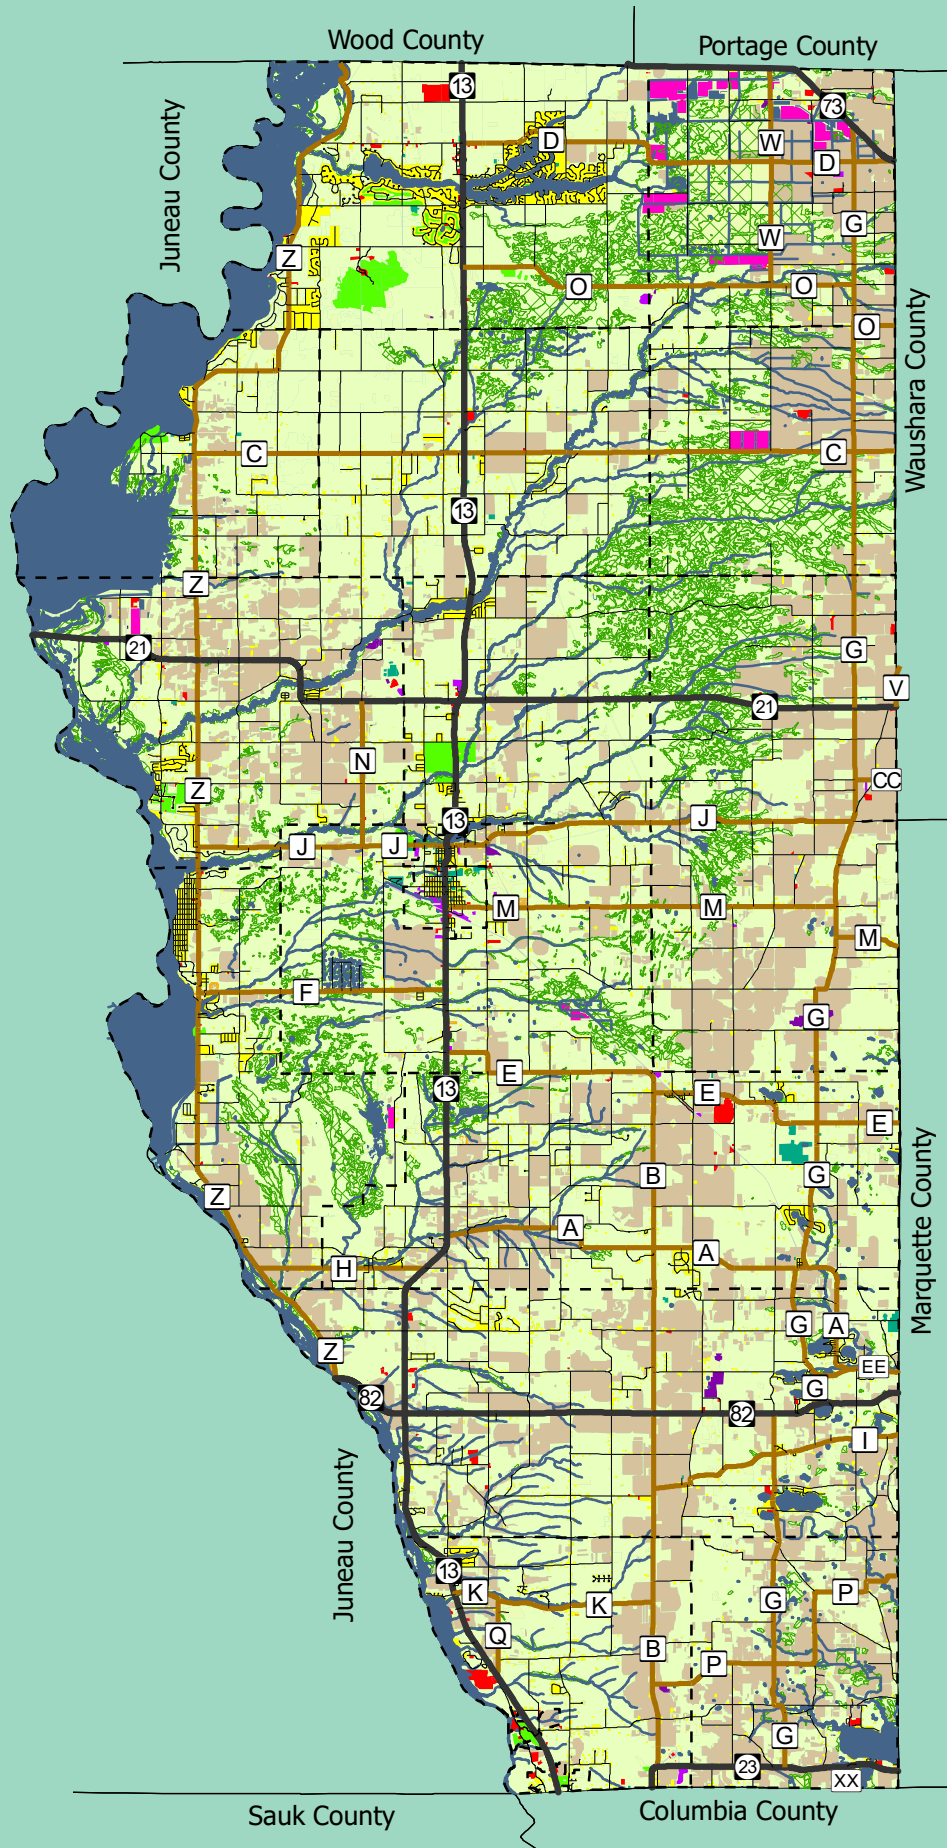 Wood County
Portage County
13
73
Juneau County
D
W
D
W
G
Z
O
O
O
Waushara County
C
C
13
Z
21
G
V
21
N
CC
Z
13
J
J
J
M
M
M
F
G
13
E
E
E
B
G
Z
Marquette County
A
A
H
G
A
Z
EE
G
82
82
I
Juneau County
13
K
K
G
P
Q
B
P
G
23
XX
Sauk County
Columbia County